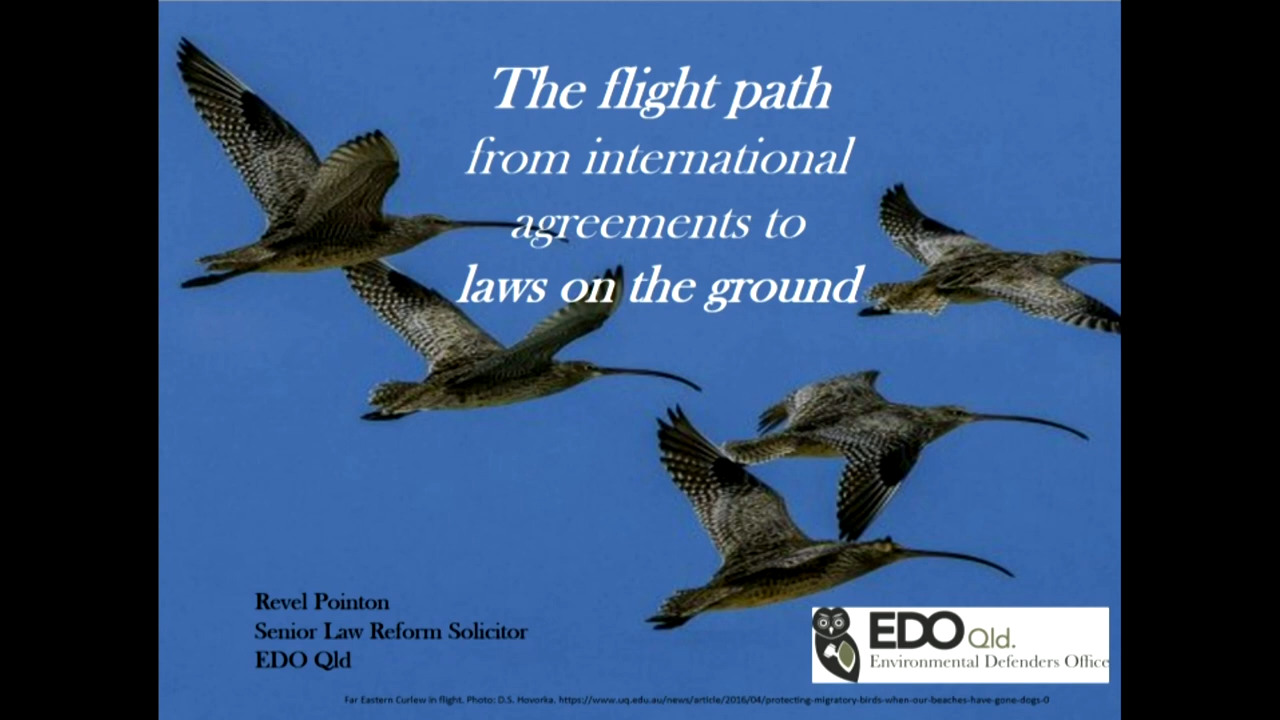 The flight path
from international
agreements to
laws on the ground
Revel Pointon
Senior Law Reform Solicitor
EDO Qld
EDO Qld.
Environmental Defenders Office
Far Eastern Curlew in flight. Photo: D.S. Hovorka, https://www.uq.edu.au/news/article/2016/04/protecting-migratory-birds-when-our-beaches-have-gone-dogs-0